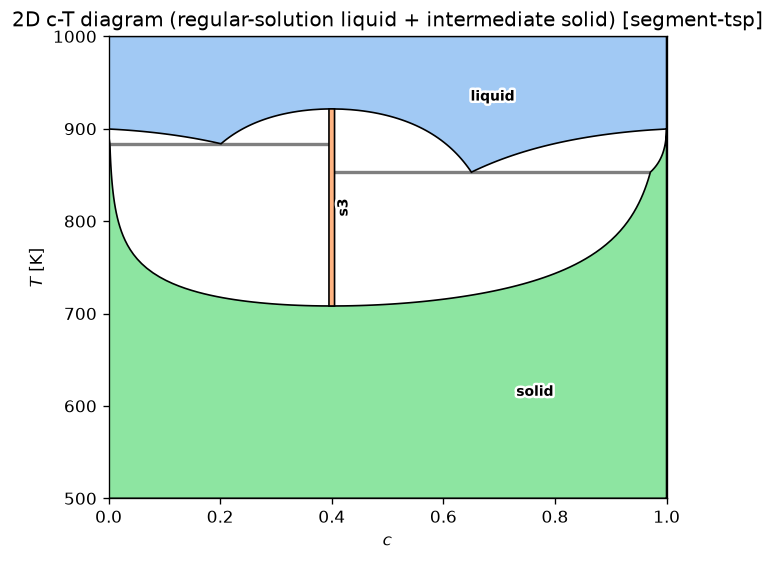 2D c-T diagram (regular-solution liquid + intermediate solid) [segment-tsp]
1000
900
800
700
600
500
T [K]
liquid
s3
solid
0.0 0.2 0.4 0.6 0.8 1.0
c